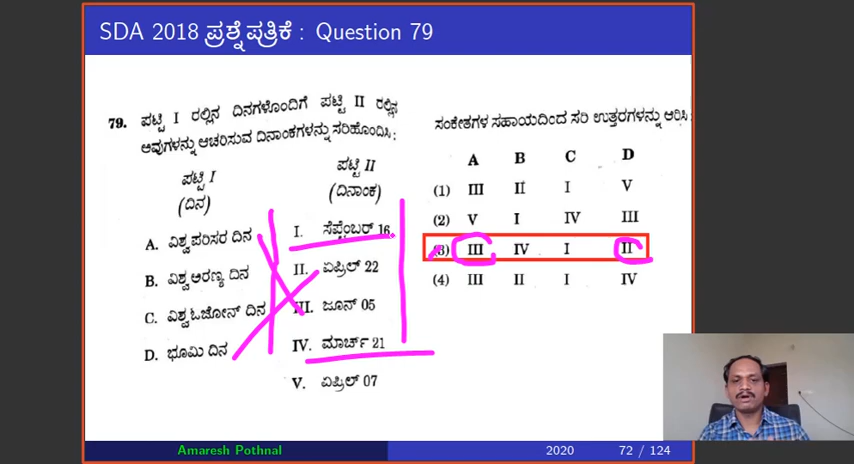 SDA 2018 ಪ್ರಶ್ನೆಪತ್ರಿಕೆ : Question 79
79. ಪಟ್ಟಿ I ರಲ್ಲಿನ ದಿನಗಳೊಂದಿಗೆ ಪಟ್ಟಿ II ರಲ್ಲಿನ
ಅವುಗಳನ್ನು ಆಚರಿಸುವ ದಿನಾಂಕಗಳನ್ನು ಸರಿಹೊಂದಿಸಿ :
ಪಟ್ಟಿ I ಪಟ್ಟಿ II
(ದಿನ) (ದಿನಾಂಕ)
A. ವಿಶ್ವ ಪರಿಸರ ದಿನ I. ಸೆಪ್ಟೆಂಬರ್ 16
B. ವಿಶ್ವ ಅರಣ್ಯ ದಿನ II. ಏಪ್ರಿಲ್ 22
C. ವಿಶ್ವ ಓಜೋನ್ ದಿನ III. ಜೂನ್ 05
D. ಭೂಮಿ ದಿನ IV. ಮಾರ್ಚ್ 21
V. ಏಪ್ರಿಲ್ 07
ಸಂಕೇತಗಳ ಸಹಾಯದಿಂದ ಸರಿ ಉತ್ತರಗಳನ್ನು ಆರಿಸಿ :
A B C D
(1) III II I V
(2) V I IV III
(3) III IV I II
(4) III II I IV
Amaresh Pothnal 2020 72 / 124